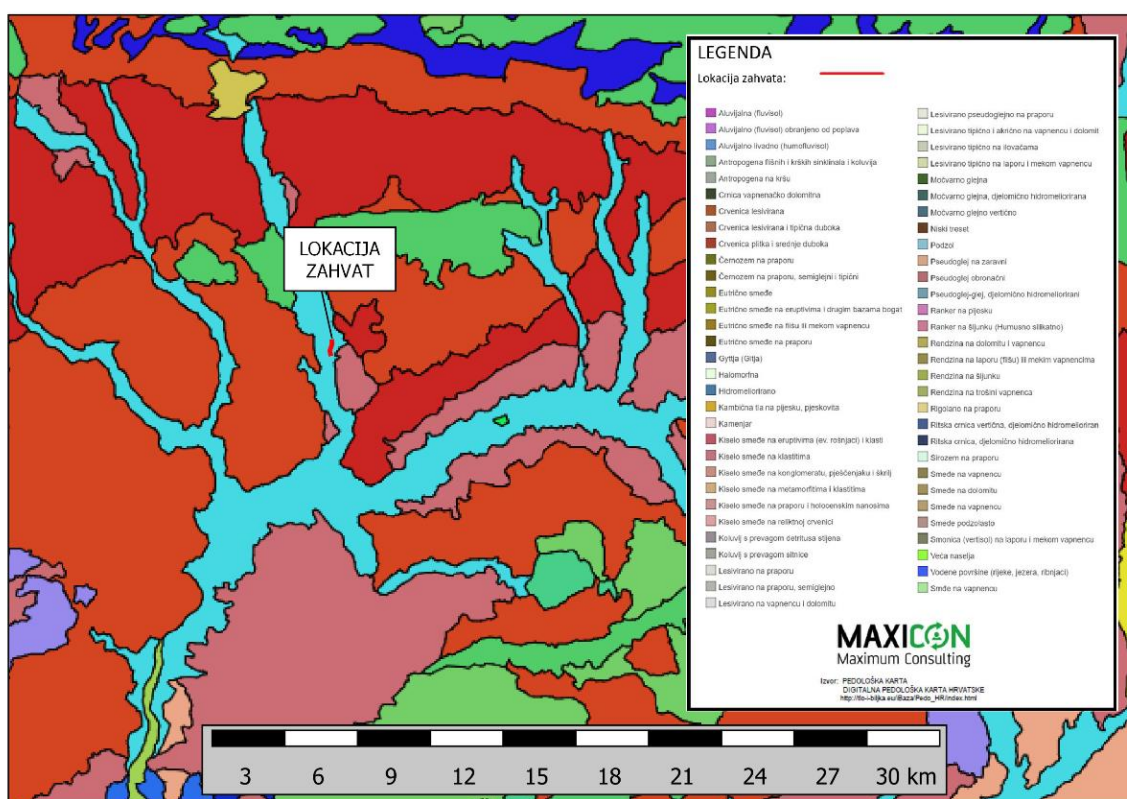 LOKACIJA
ZAHVAT
LEGENDA
Lokacija zahvata:
Aluvijalna (fluvisol)
Aluvijalno (fluvisol) obranjeno od poplava
Aluvijalno livadno (humofluvisol)
Antropogena flišnih i krških sinklinala i koluvija
Antropogena na kršu
Crnica vapnenačko dolomitna
Crvenica lesivirana
Crvenica lesivirana i tipična duboka
Crvenica plitka i srednje duboka
Černozem na praporu
Černozem na praporu, semiglejni i tipični
Eutrično smeđe
Eutrično smeđe na eruptivima i drugim bazama bogat
Eutrično smeđe na flišu ili mekom vapnencu
Eutrično smeđe na praporu
Gyttja (Gitja)
Halomorfna
Hidromeliorirano
Kambična tla na pijesku, pjeskovita
Kamenjar
Kiselo smeđe na eruptivima (ev. rožnjaci) i klasti
Kiselo smeđe na klastitima
Kiselo smeđe na konglomeratu, pješčenjaku i škrilj
Kiselo smeđe na metamorfitima i klastitima
Kiselo smeđe na praporu i holocenskim nanosima
Kiselo smeđe na reliktnoj crvenici
Koluvij s prevagom detritusa stijena
Koluvij s prevagom sitnice
Lesivirano na praporu
Lesivirano na praporu, semiglejno
Lesivirano na vapnencu i dolomitu
Lesivirano pseudoglejno na praporu
Lesivirano tipično i akrično na vapnencu i dolomit
Lesivirano tipično na ilovačama
Lesivirano tipično na laporu i mekom vapnencu
Močvarno glejna
Močvarno glejna, djelomično hidromeliorirana
Močvarno glejno vertično
Niski treset
Podzol
Pseudoglej na zaravni
Pseudoglej obronačni
Pseudoglej-glej, djelomično hidromeliorirani
Ranker na pijesku
Ranker na šljunku (Humusno silikatno)
Rendzina na dolomitu i vapnencu
Rendzina na laporu (flišu) ili mekim vapnencima
Rendzina na šljunku
Rendzina na trošini vapnenca
Rigolano na praporu
Ritska crnica vertična, djelomično hidromelioriran
Ritska crnica, djelomično hidromeliorirana
Sirozem na praporu
Smeđe na vapnencu
Smeđe na dolomitu
Smeđe na vapnencu
Smeđe podzolasto
Smonica (vertisol) na laporu i mekom vapnencu
Veća naselja
Vodene površine (rijeke, jezera, ribnjaci)
Smđe na vapnencu
MAXICON
Maximum Consulting
Izvor: PEDOLOŠKA KARTA
DIGITALNA PEDOLOŠKA KARTA HRVATSKE
http://tlo-i-biljka.eu/Baza/Pedo_HR/index.html
3 6 9 12 15 18 21 24 27 30 km